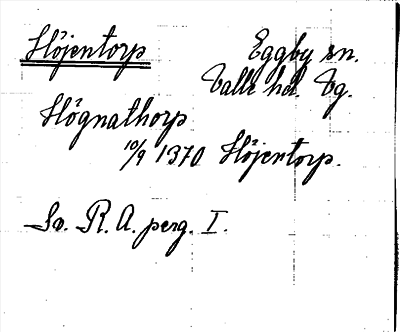 Höjentorp Eggby sn.
Valle hd. Vg.
Högnathorp
10/9 1370 Höjentorp.
Sv. R. A. perg. I.